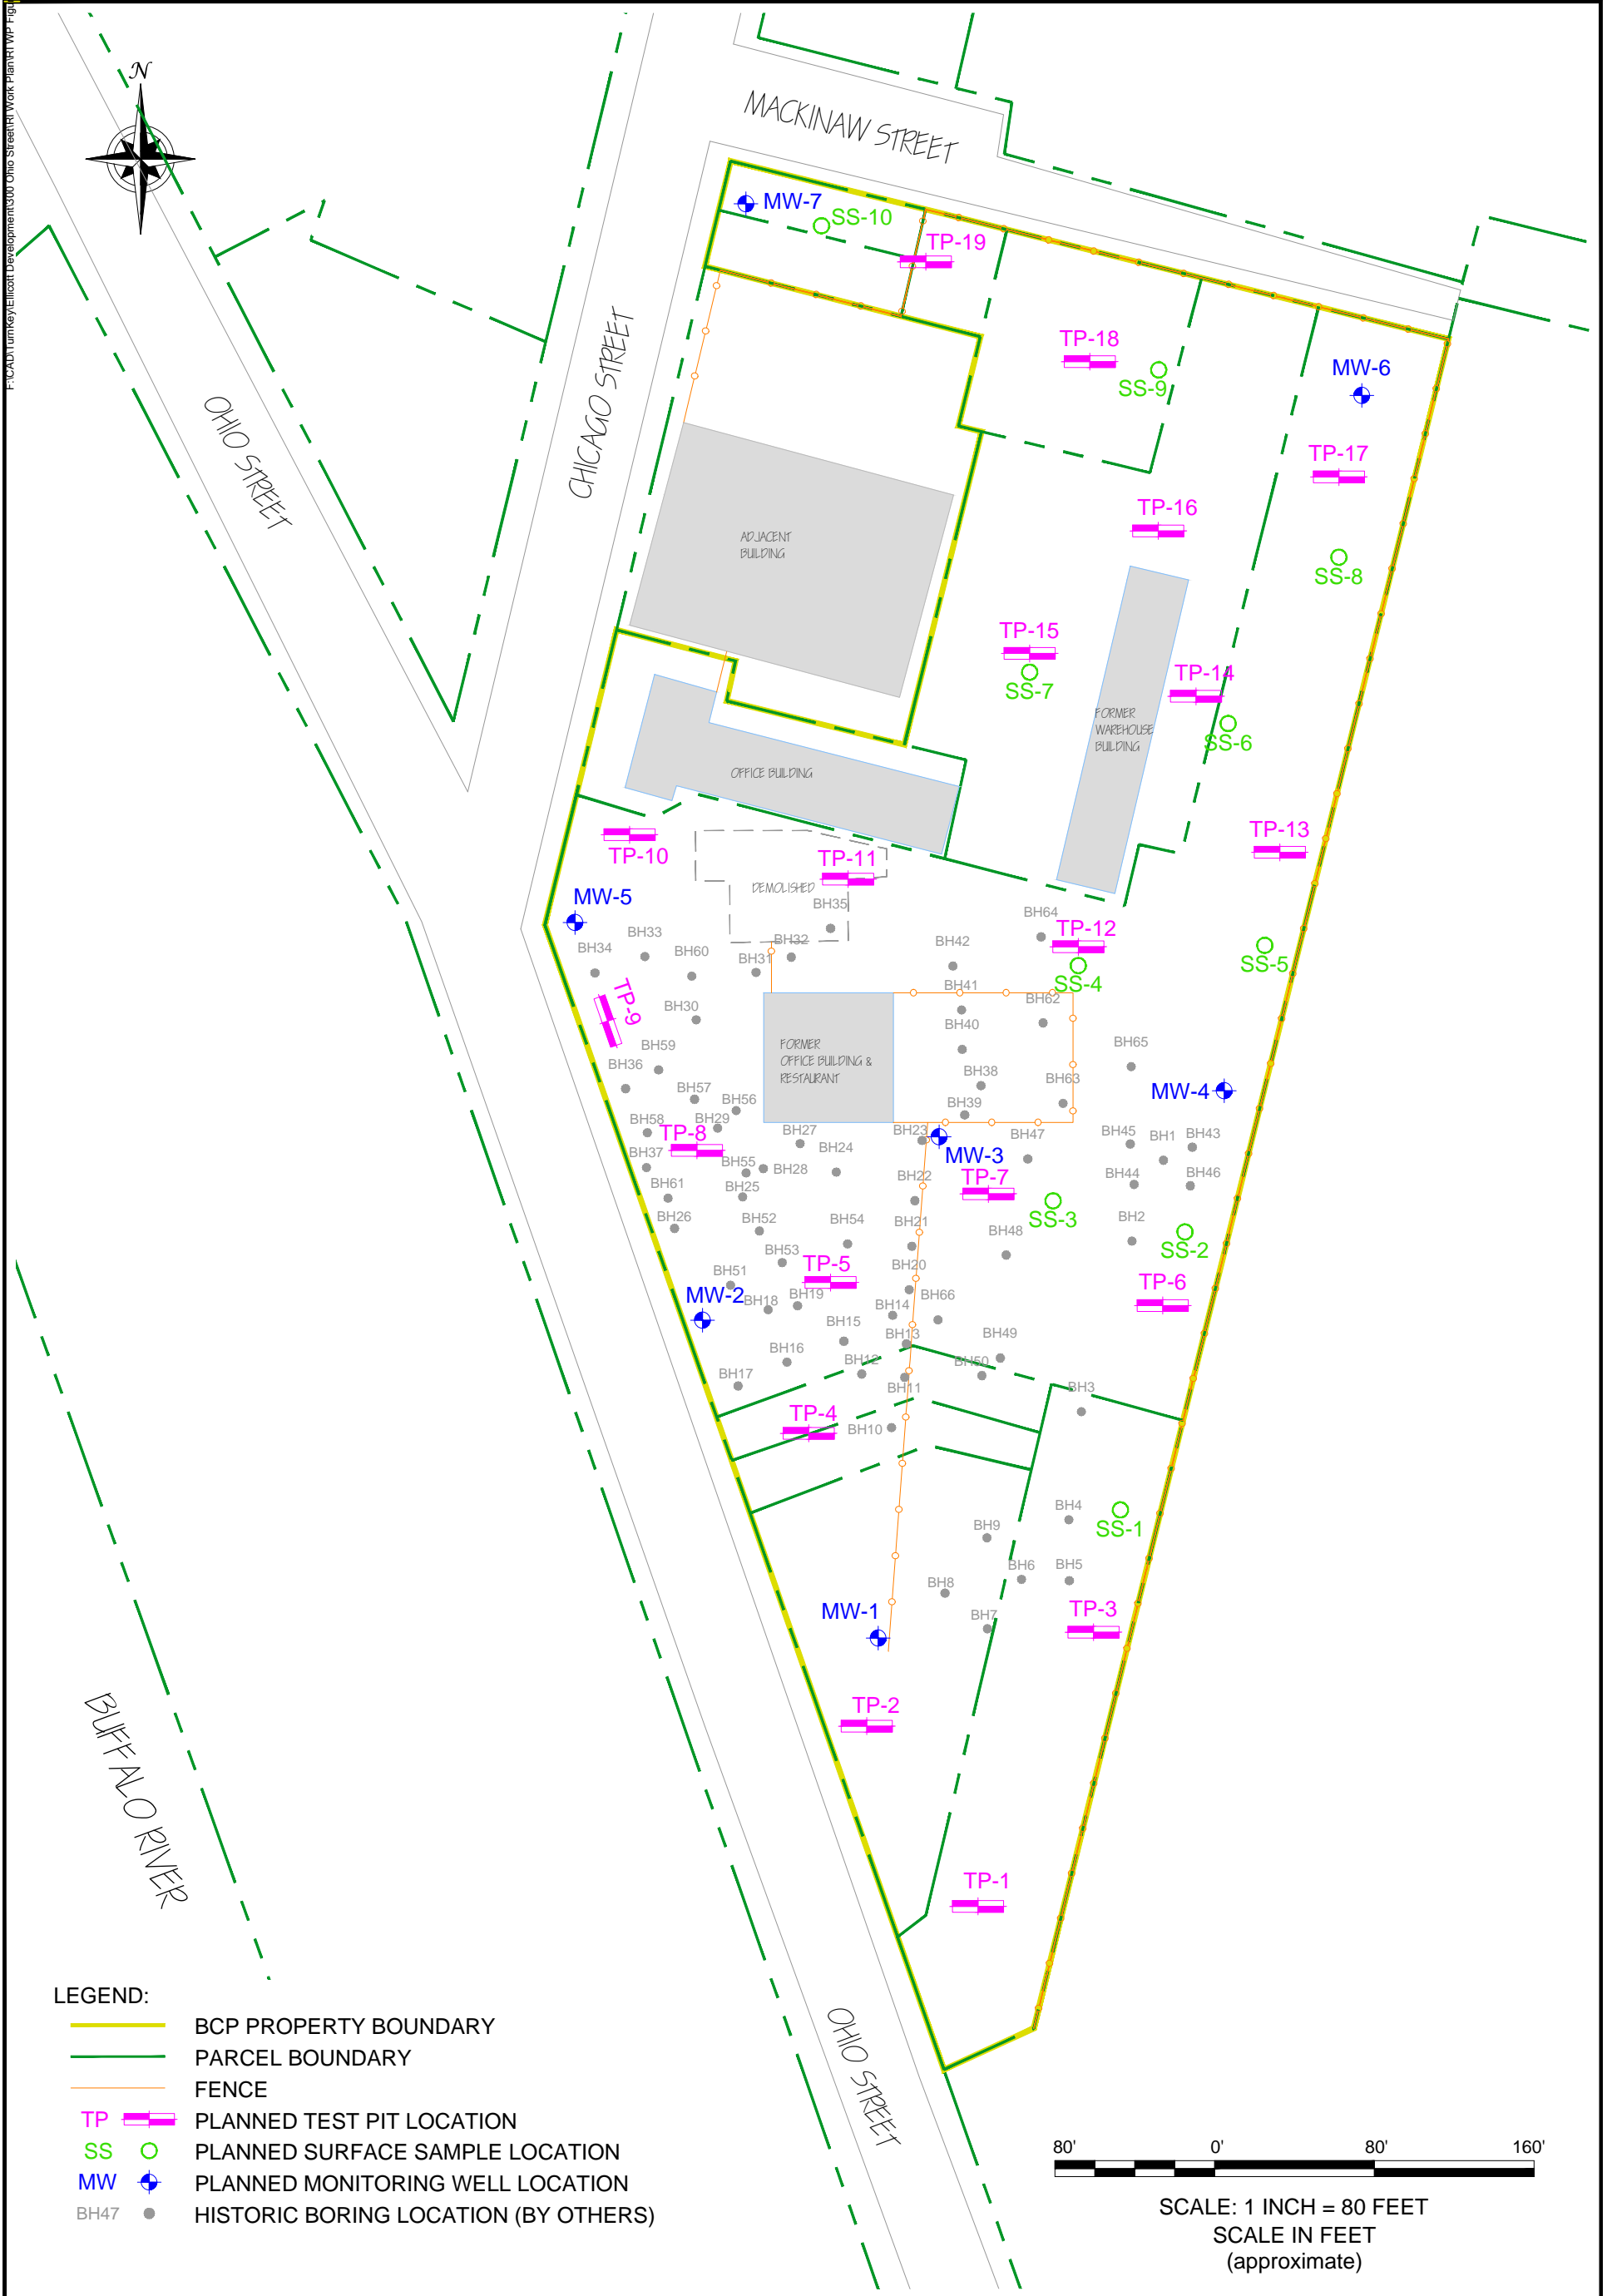 F:\CAD\TurnKey\Ellicott Development\300 Ohio Street\RI Work Plan\RI WP Figu
N
MACKINAW STREET
MW-7
SS-10
TP-19
CHICAGO STREET
OHIO STREET
TP-18
SS-9
MW-6
TP-17
TP-16
ADJACENT
BUILDING
SS-8
TP-15
SS-7
TP-14
FORMER
WAREHOUSE
BUILDING
SS-6
OFFICE BUILDING
TP-13
TP-10
TP-11
DEMOLISHED
MW-5
BH35
BH64
TP-12
BH34
BH33
BH60
BH31
BH32
BH42
SS-4
SS-5
TP-9
BH30
BH41
BH62
BH40
FORMER
OFFICE BUILDING &
RESTAURANT
BH59
BH36
BH38
BH65
BH63
MW-4
BH57
BH56
BH39
BH58
BH29
TP-8
BH27
BH23
BH47
BH45
BH1
BH43
BH24
MW-3
BH37
BH55
BH28
BH22
TP-7
BH44
BH46
BH61
BH25
SS-3
BH26
BH52
BH54
BH21
BH48
BH2
SS-2
BH53
TP-5
BH20
BH51
TP-6
MW-2
BH18
BH19
BH14
BH66
BH15
BH13
BH49
BH16
BH12
BH50
BH17
BH11
BH3
TP-4
BH10
BH4
SS-1
BH9
BH6
BH5
BH8
MW-1
BH7
TP-3
TP-2
BUFFALO RIVER
TP-1
OHIO STREET
LEGEND:
BCP PROPERTY BOUNDARY
PARCEL BOUNDARY
FENCE
TP PLANNED TEST PIT LOCATION
SS PLANNED SURFACE SAMPLE LOCATION
MW PLANNED MONITORING WELL LOCATION
BH47 HISTORIC BORING LOCATION (BY OTHERS)
80' 0' 80' 160'
SCALE: 1 INCH = 80 FEET
SCALE IN FEET
(approximate)